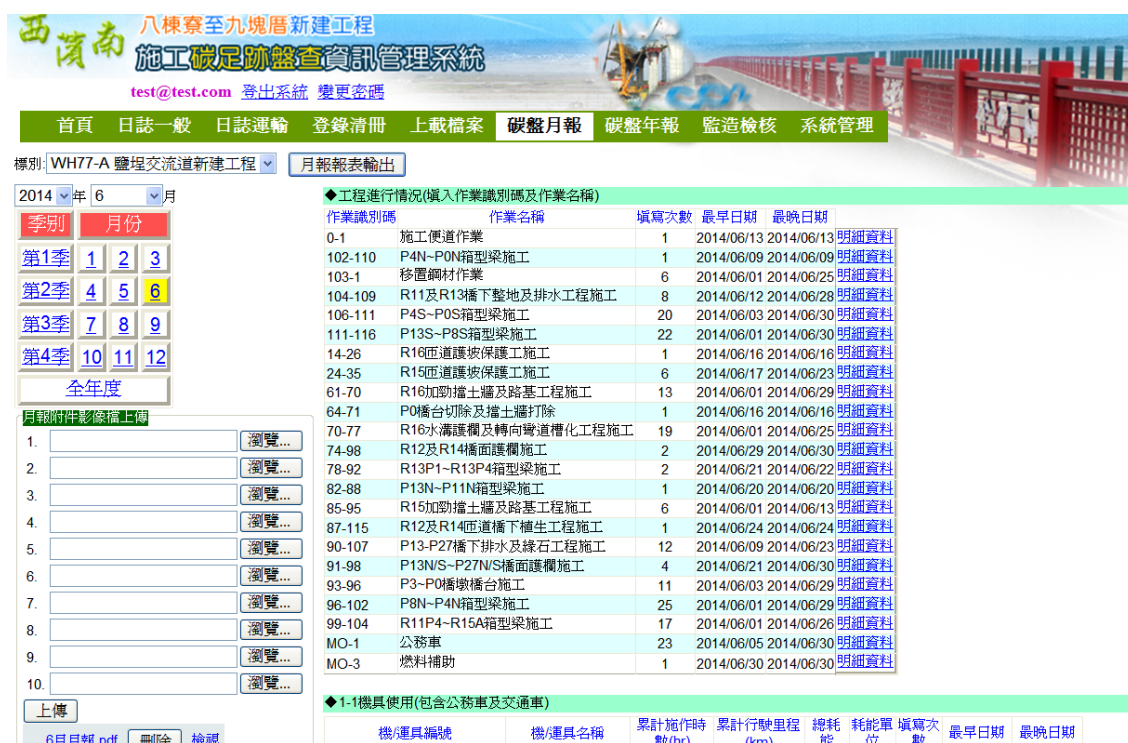 西濱南 八棟寮至九塊厝新建工程
施工碳足跡盤查資訊管理系統
test@test.com 登出系統 變更密碼
首頁 日誌一般 日誌運輸 登錄清冊 上載檔案 碳盤月報 碳盤年報 監造檢核 系統管理
標別: WH77-A 鹽埕交流道新建工程 月報報表輸出
2014 年 6 月
季別 月份
第1季 1 2 3
第2季 4 5 6
第3季 7 8 9
第4季 10 11 12
全年度
月報附件影像檔上傳
1. 瀏覽...
2. 瀏覽...
3. 瀏覽...
4. 瀏覽...
5. 瀏覽...
6. 瀏覽...
7. 瀏覽...
8. 瀏覽...
9. 瀏覽...
10. 瀏覽...
上傳
6月月報.pdf 刪除 檢視
◆工程進行情況(填入作業識別碼及作業名稱)
作業識別碼 作業名稱 填寫次數 最早日期 最晚日期
0-1 施工便道作業 1 2014/06/13 2014/06/13 明細資料
102-110 P4N~P0N箱型梁施工 1 2014/06/09 2014/06/09 明細資料
103-1 移置鋼材作業 6 2014/06/01 2014/06/25 明細資料
104-109 R11及R13橋下整地及排水工程施工 8 2014/06/12 2014/06/28 明細資料
106-111 P4S~P0S箱型梁施工 20 2014/06/03 2014/06/30 明細資料
111-116 P13S~P8S箱型梁施工 22 2014/06/01 2014/06/30 明細資料
14-26 R16匝道護坡保護工施工 1 2014/06/16 2014/06/16 明細資料
24-35 R15匝道護坡保護工施工 6 2014/06/17 2014/06/23 明細資料
61-70 R16加勁擋土牆及路基工程施工 13 2014/06/01 2014/06/29 明細資料
64-71 P0橋台切除及擋土牆打除 1 2014/06/16 2014/06/16 明細資料
70-77 R16水溝護欄及轉向彎道槽化工程施工 19 2014/06/01 2014/06/25 明細資料
74-98 R12及R14橋面護欄施工 2 2014/06/29 2014/06/30 明細資料
78-92 R13P1~R13P4箱型梁施工 2 2014/06/21 2014/06/22 明細資料
82-88 P13N~P11N箱型梁施工 1 2014/06/20 2014/06/20 明細資料
85-95 R15加勁擋土牆及路基工程施工 6 2014/06/01 2014/06/13 明細資料
87-115 R12及R14匝道橋下植生工程施工 1 2014/06/24 2014/06/24 明細資料
90-107 P13-P27橋下排水及緣石工程施工 12 2014/06/09 2014/06/23 明細資料
91-98 P13N/S~P27N/S橋面護欄施工 4 2014/06/21 2014/06/30 明細資料
93-96 P3~P0橋墩橋台施工 11 2014/06/03 2014/06/29 明細資料
96-102 P8N~P4N箱型梁施工 25 2014/06/01 2014/06/29 明細資料
99-104 R11P4~R15A箱型梁施工 17 2014/06/01 2014/06/26 明細資料
MO-1 公務車 23 2014/06/05 2014/06/30 明細資料
MO-3 燃料補助 1 2014/06/30 2014/06/30 明細資料
◆1-1機具使用(包含公務車及交通車)
機/運具編號 機/運具名稱 累計施作時數(hr) 累計行駛里程(km) 總耗能 耗能單位 填寫次數 最早日期 最晚日期